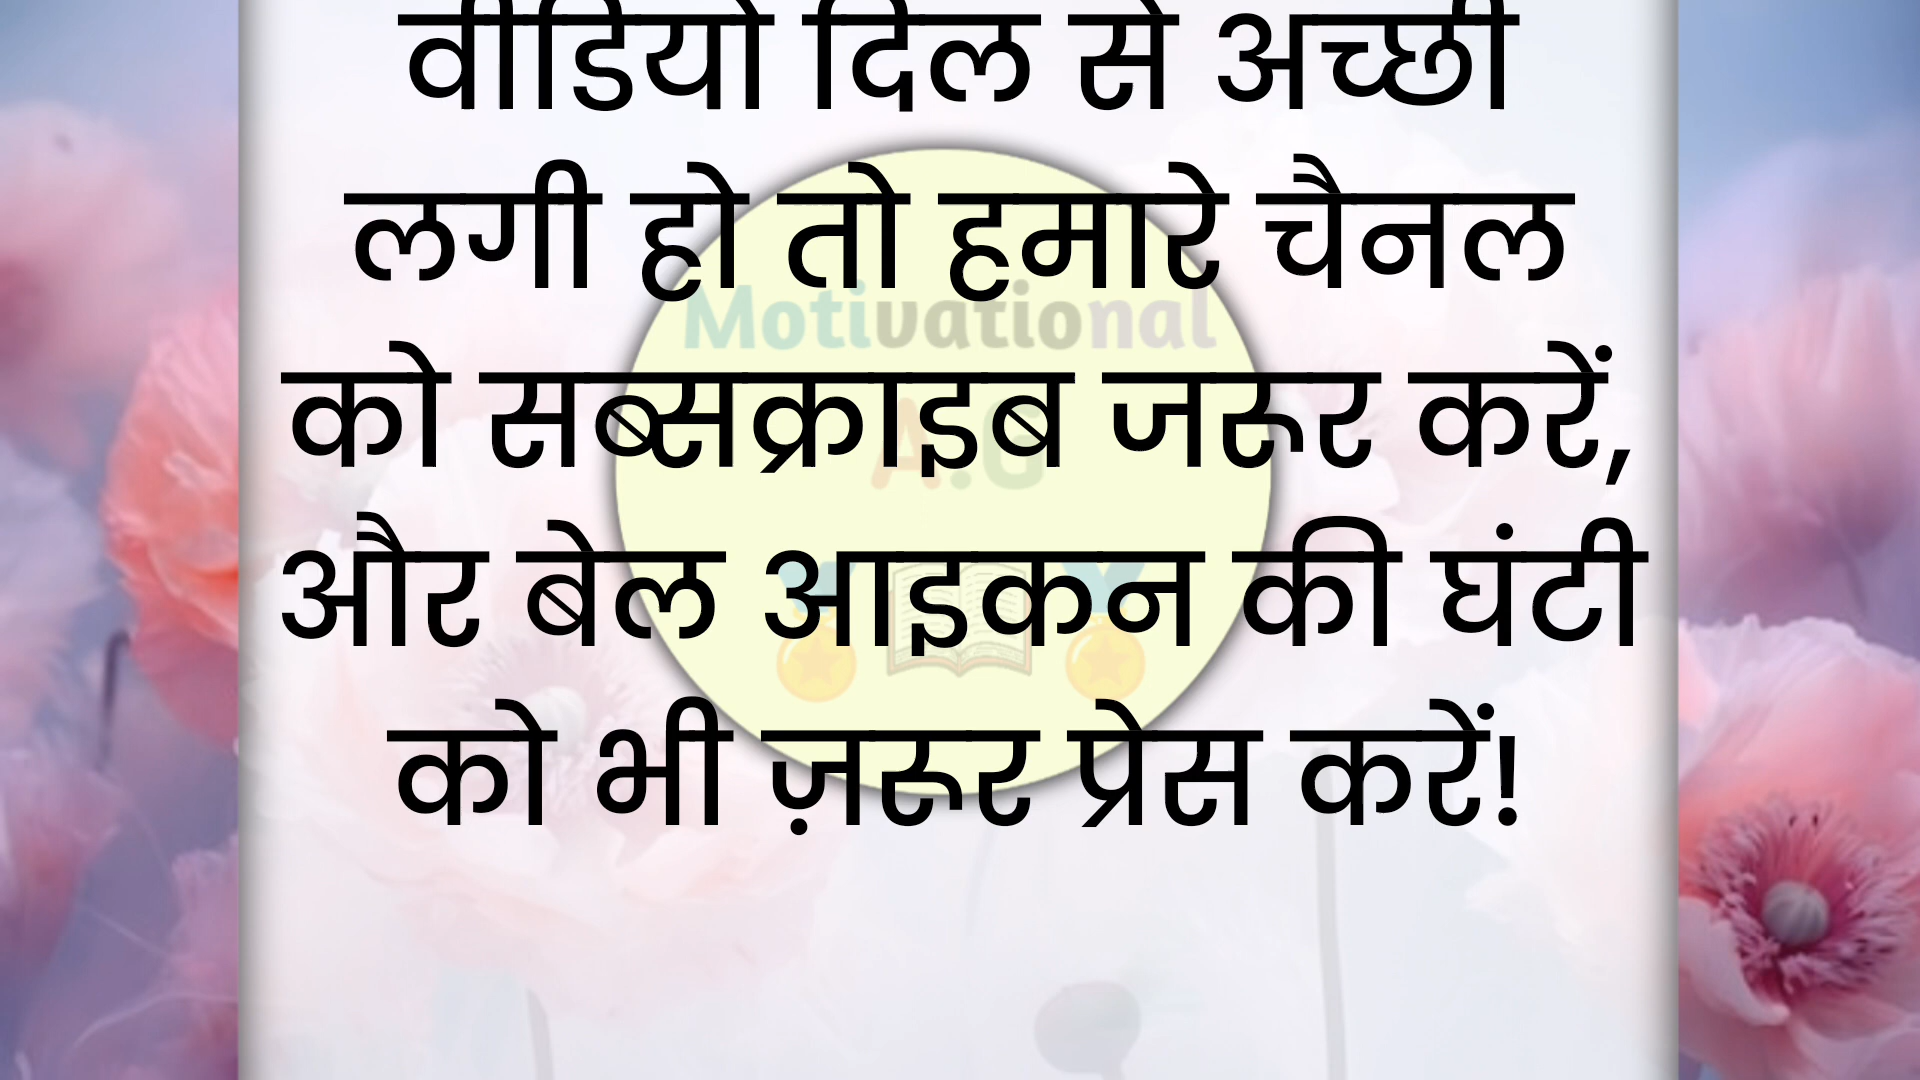 वीडियो दिल से अच्छी
लगी हो तो हमारे चैनल
Motivational
को सब्सक्राइब जरूर करें,
A.G
और बेल आइकन की घंटी
को भी ज़रूर प्रेस करें!